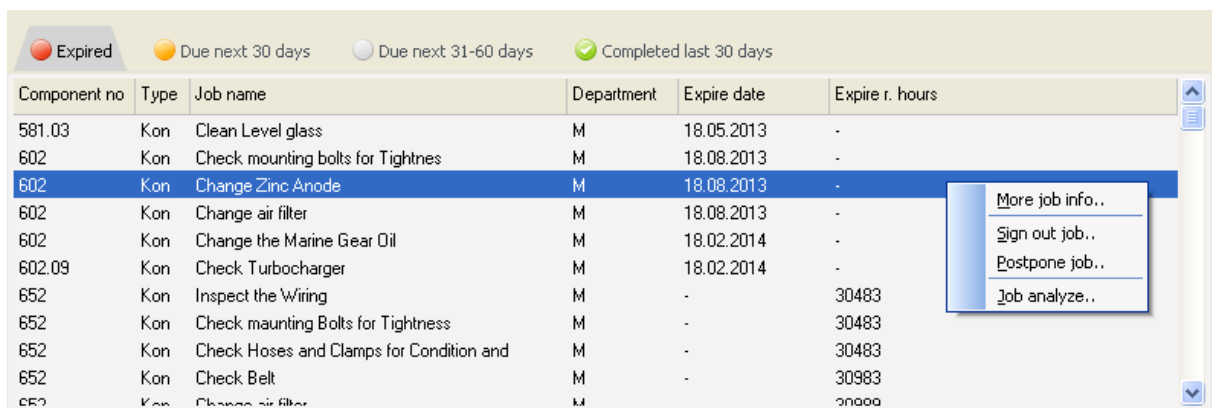 Expired Due next 30 days Due next 31-60 days Completed last 30 days
Component no Type Job name Department Expire date Expire r. hours
581.03 Kon Clean Level glass M 18.05.2013 -
602 Kon Check mounting bolts for Tightnes M 18.08.2013 -
602 Kon Change Zinc Anode M 18.08.2013 -
More job info..
602 Kon Change air filter M 18.08.2013 -
Sign out job..
602 Kon Change the Marine Gear Oil M 18.02.2014 -
Postpone job..
602.09 Kon Check Turbocharger M 18.02.2014 -
Job analyze..
652 Kon Inspect the Wiring M - 30483
652 Kon Check maunting Bolts for Tightness M - 30483
652 Kon Check Hoses and Clamps for Condition and M - 30483
652 Kon Check Belt M - 30983
652 Kon Change air filter M